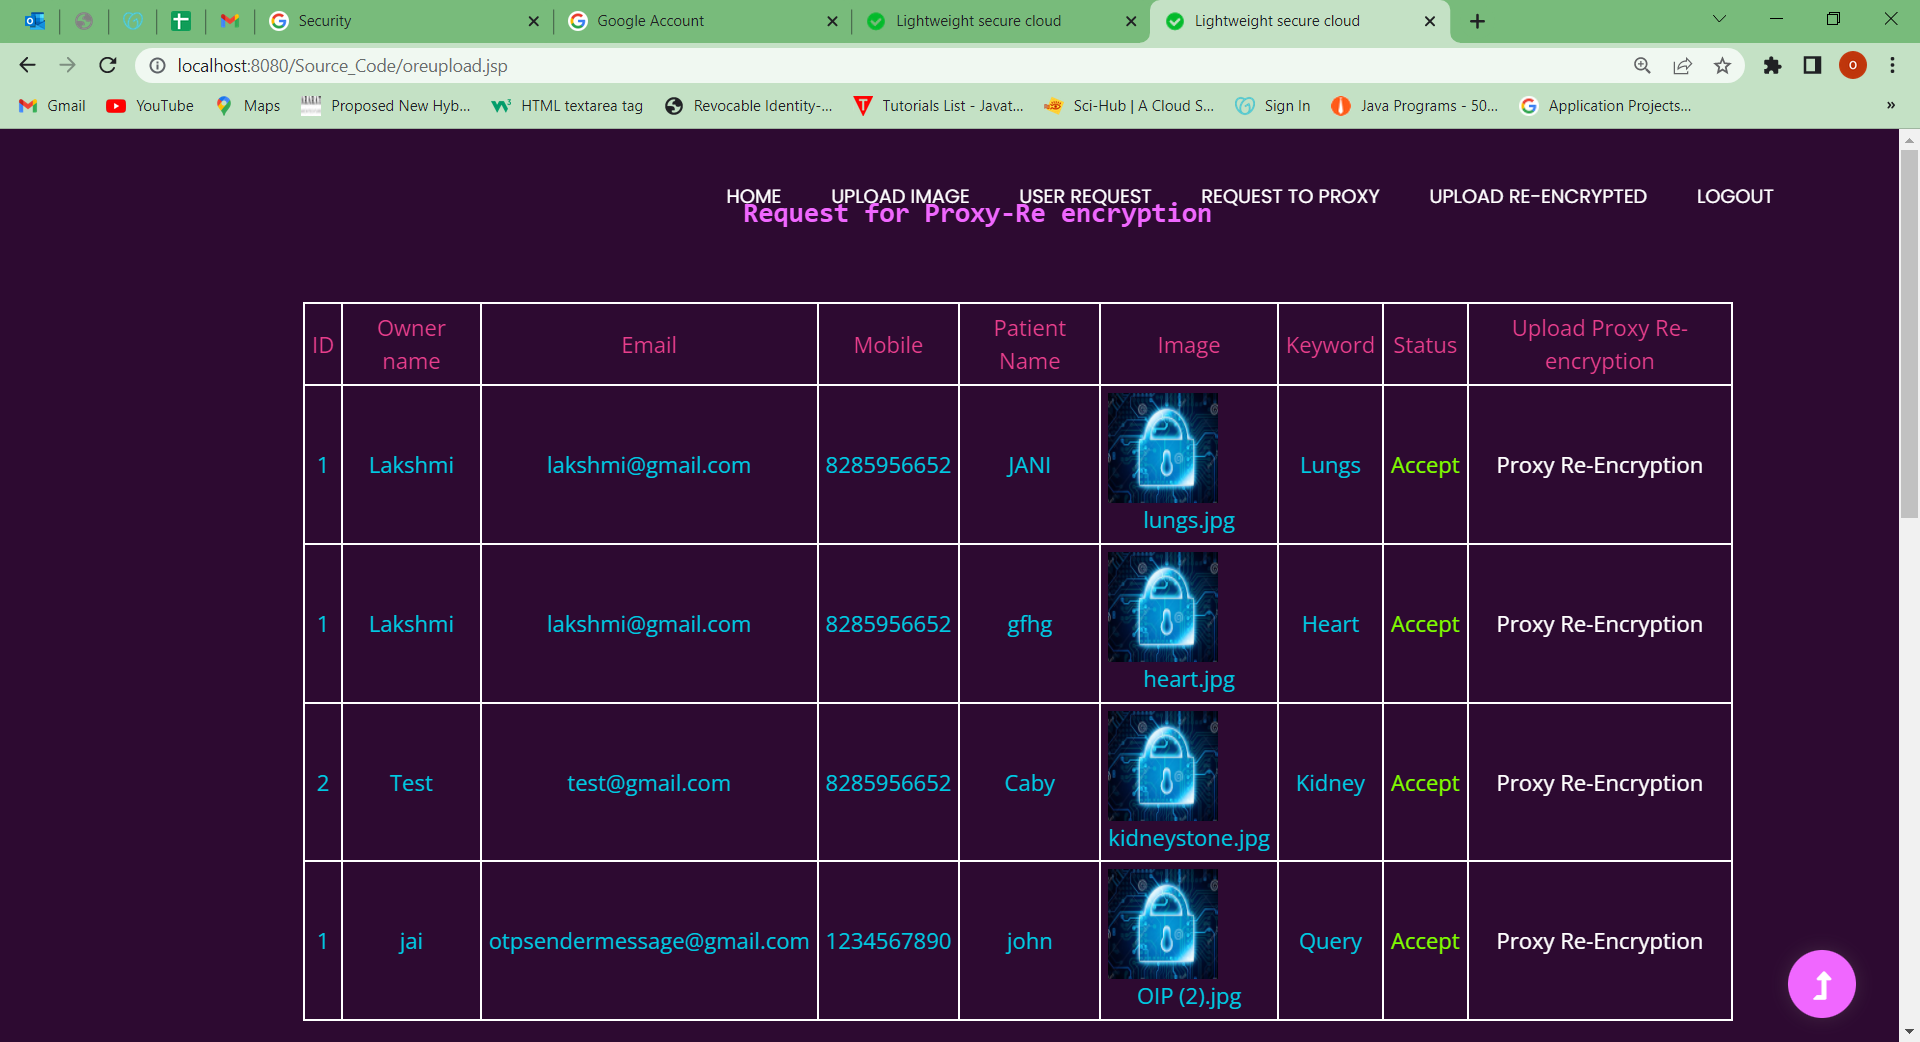 Security
Google Account
Lightweight secure cloud
Lightweight secure cloud
localhost:8080/Source_Code/oreupload.jsp
o
Gmail
YouTube
Maps
Proposed New Hyb...
HTML textarea tag
Revocable Identity-...
Tutorials List - Javat...
Sci-Hub | A Cloud S...
Sign In
Java Programs - 50...
Application Projects...
»
HOME
UPLOAD IMAGE
USER REQUEST
REQUEST TO PROXY
UPLOAD RE-ENCRYPTED
LOGOUT
Request for Proxy-Re encryption
ID
Owner
name
Email
Mobile
Patient
Name
Image
Keyword
Status
Upload Proxy Re-
encryption
1
Lakshmi
lakshmi@gmail.com
8285956652
JANI
lungs.jpg
Lungs
Accept
Proxy Re-Encryption
1
Lakshmi
lakshmi@gmail.com
8285956652
gfhg
heart.jpg
Heart
Accept
Proxy Re-Encryption
2
Test
test@gmail.com
8285956652
Caby
kidneystone.jpg
Kidney
Accept
Proxy Re-Encryption
1
jai
otpsendermessage@gmail.com
1234567890
john
OIP (2).jpg
Query
Accept
Proxy Re-Encryption